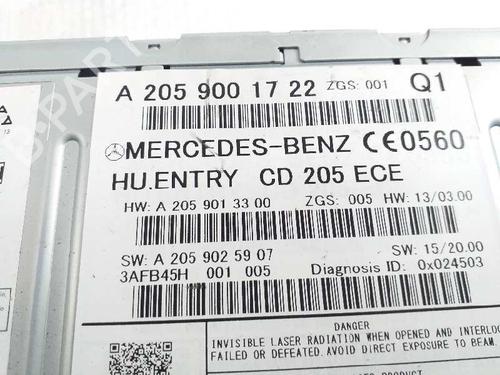 A 205 900 1722 ZGS: 001 Q1
MERCEDES-BENZ CE0560
HU.ENTRY CD 205 ECE
HW: A 205 901 33 00 ZGS: 005 HW: 13/03.00
SW: A 205 902 59 07 SW: 15/20.00
3AFB45H 001 005 Diagnosis ID: 0x024503
DANGER
INVISIBLE LASER RADIATION WHEN OPENED AND INTERLOC
FAILED OR DEFEATED. AVOID DIRECT EXPOSURE TO BEAM.
B-PARTS